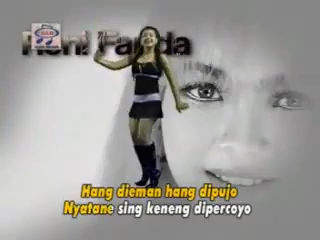 Reni Farida
Hang dieman hang dipujo
Nyatane sing keneng dipercoyo